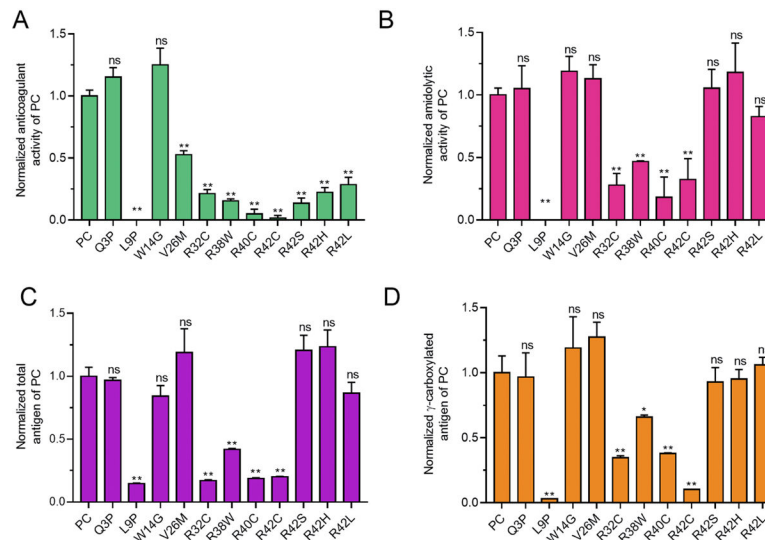 A
Normalized anticoagulant
activity of PC
1.5
1.0
0.5
0.0
ns
**
ns
**
**
**
**
**
**
**
**
PC
Q3P
L9P
W14G
V26M
R32C
R38W
R40C
R42C
R42S
R42H
R42L
B
Normalized amidolytic
activity of PC
1.5
1.0
0.5
0.0
ns
**
ns
ns
**
**
**
**
ns
ns
ns
PC
Q3P
L9P
W14G
V26M
R32C
R38W
R40C
R42C
R42S
R42H
R42L
C
Normalized total
antigen of PC
1.5
1.0
0.5
0.0
ns
**
ns
ns
**
**
**
**
ns
ns
ns
PC
Q3P
L9P
W14G
V26M
R32C
R38W
R40C
R42C
R42S
R42H
R42L
D
Normalized γ-carboxylated
antigen of PC
1.5
1.0
0.5
0.0
ns
**
ns
ns
**
*
**
**
ns
ns
n
PC
Q3P
L9P
W14G
V26M
R32C
R38W
R40C
R42C
R42S
R42H
R42L